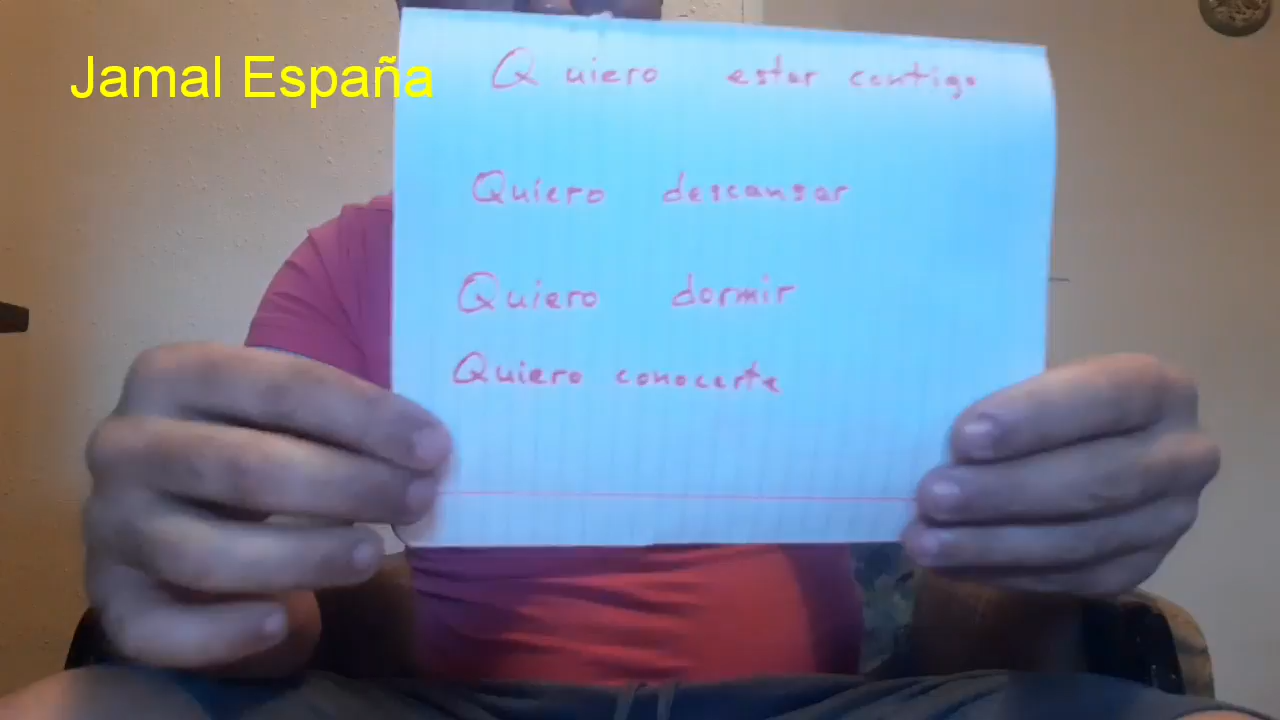 Jamal España
Quiero estar contigo
Quiero descansar
Quiero dormir
Quiero conocerte